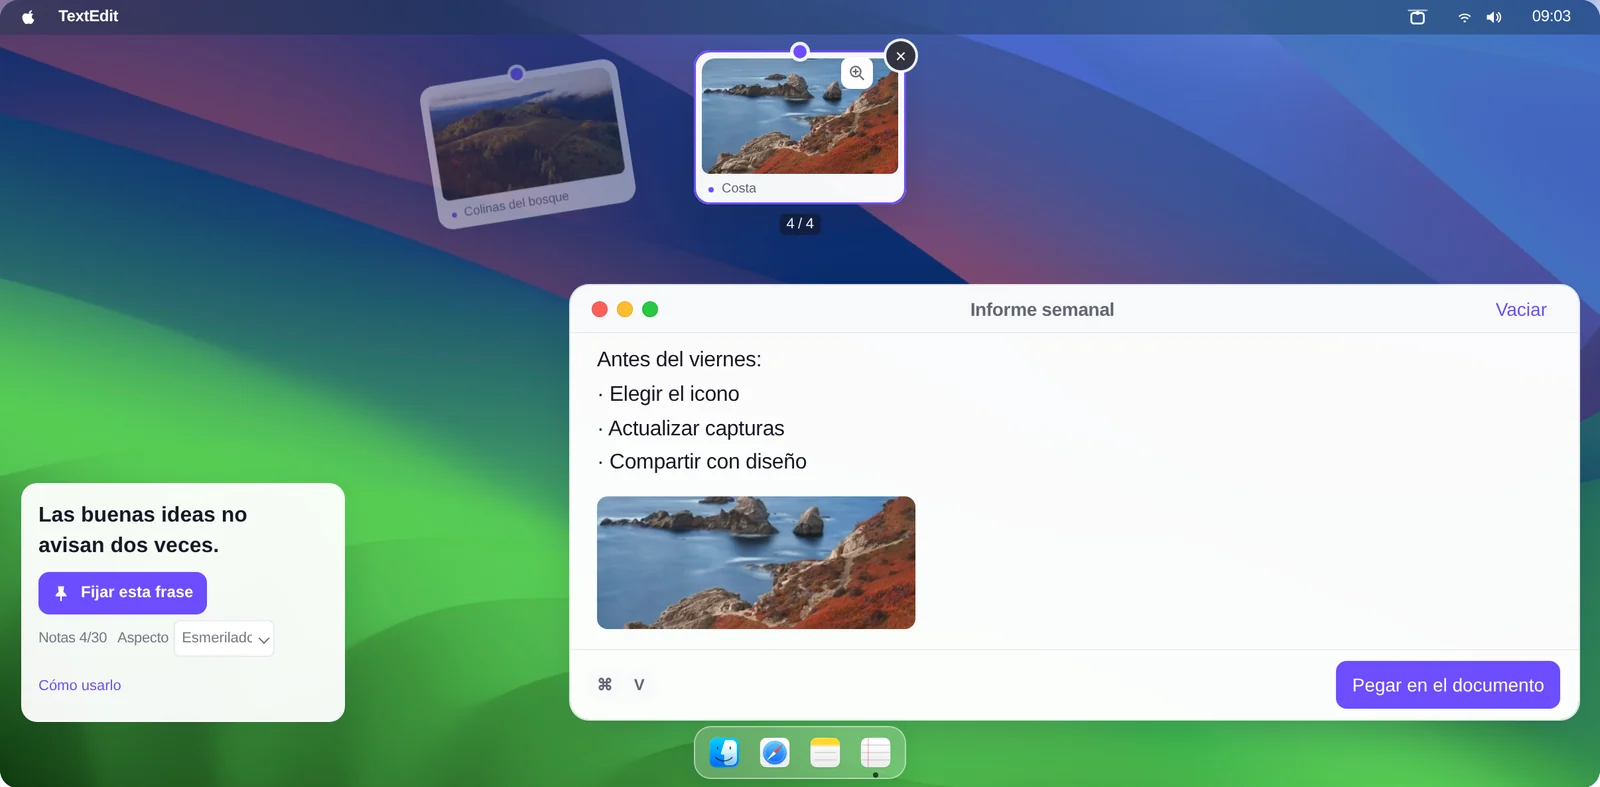 TextEdit
09:03
Colinas del bosque
Costa
4 / 4
Informe semanal
Vaciar
Antes del viernes:
· Elegir el icono
· Actualizar capturas
· Compartir con diseño
Las buenas ideas no
avisan dos veces.
Fijar esta frase
Notas 4/30 Aspecto Esmerilado
Cómo usarlo
⌘ V
Pegar en el documento